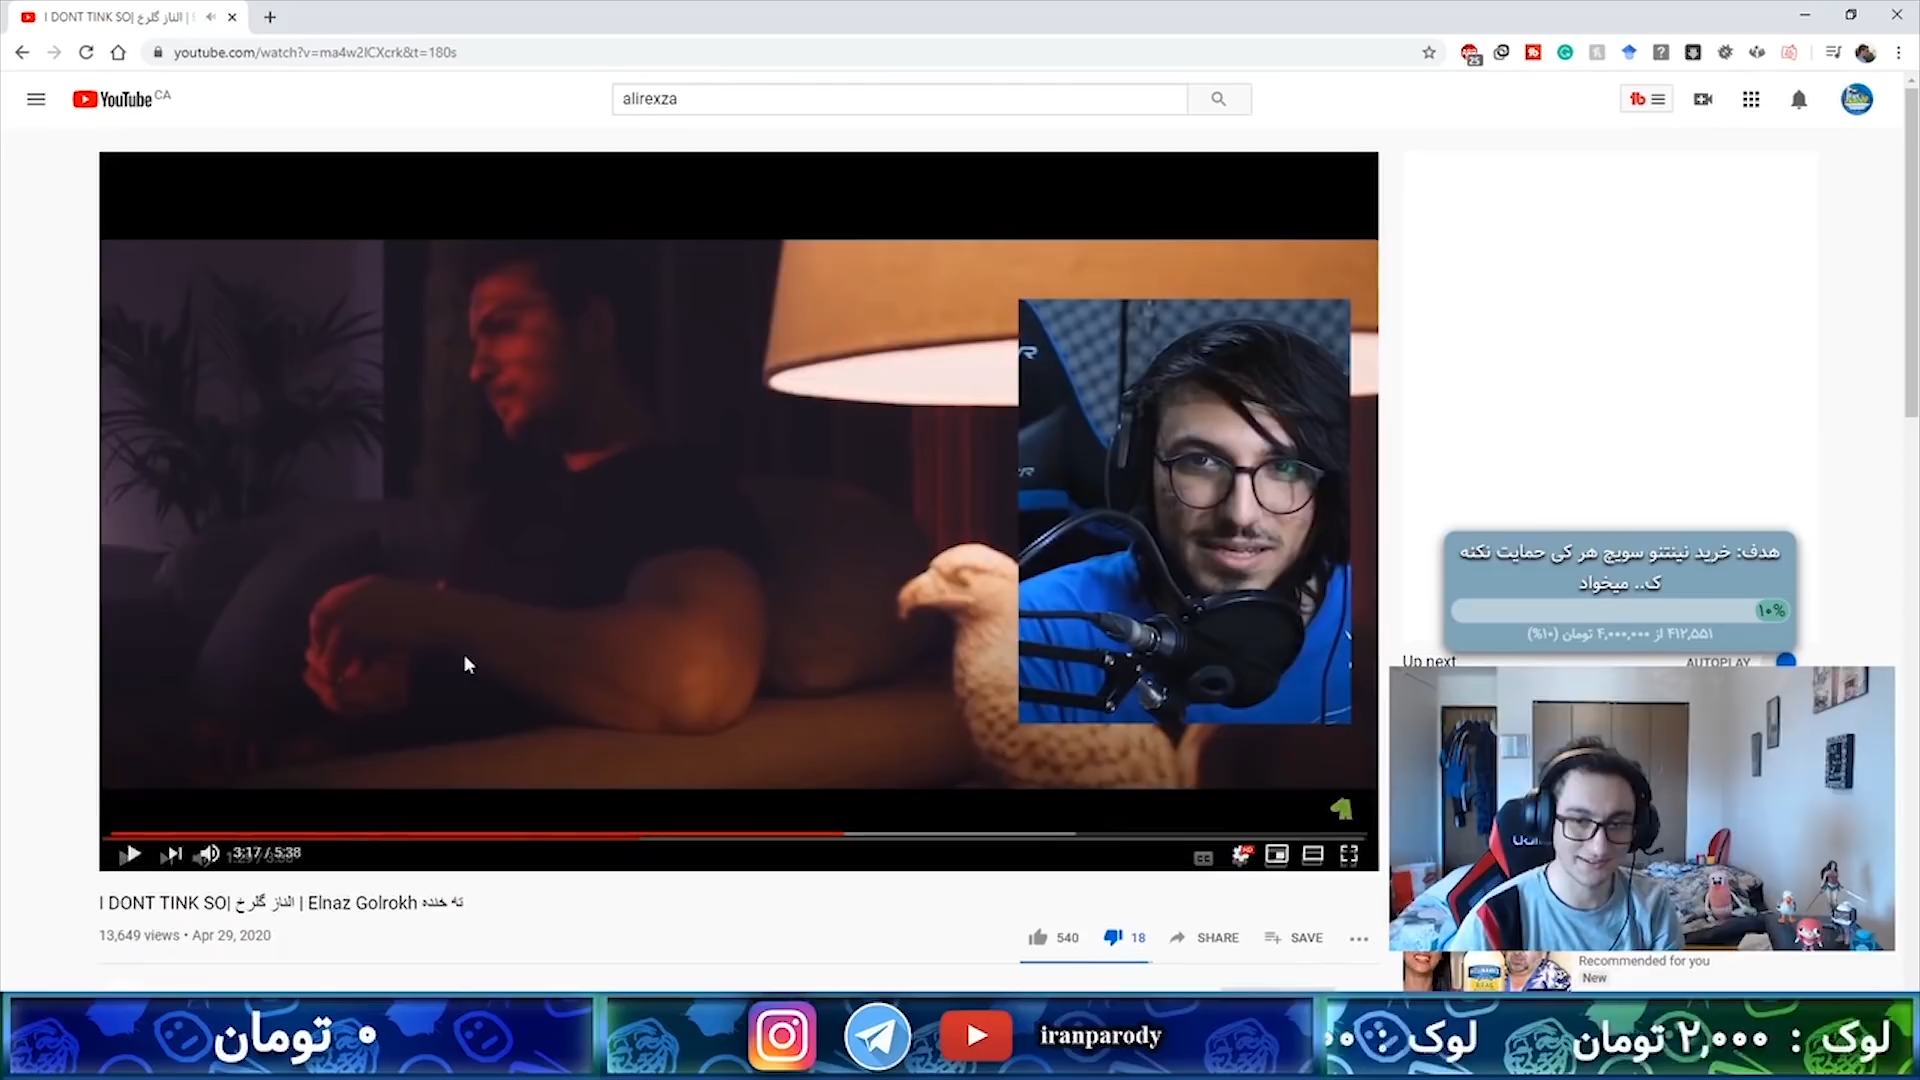 I DONT TINK SO| الناز گلرخ |
youtube.com/watch?v=ma4w2ICXcrk&t=180s
25
YouTube CA
alirexza
هدف: خرید نینتنو سویچ هر کی حمایت نکنه
ک.. میخواد
۱۰%
۴۱۲,۵۵۱ از ۴,۰۰۰,۰۰۰ تومان (۱۰%)
Up next
AUTOPLAY
3:17 / 5:38
I DONT TINK SO| الناز گلرخ | Elnaz Golrokh ته خنده
13,649 views • Apr 29, 2020
540
18
SHARE
SAVE
Recommended for you
New
۰ تومان
iranparody
لوک : ۲,۰۰۰ تومان
لوک :